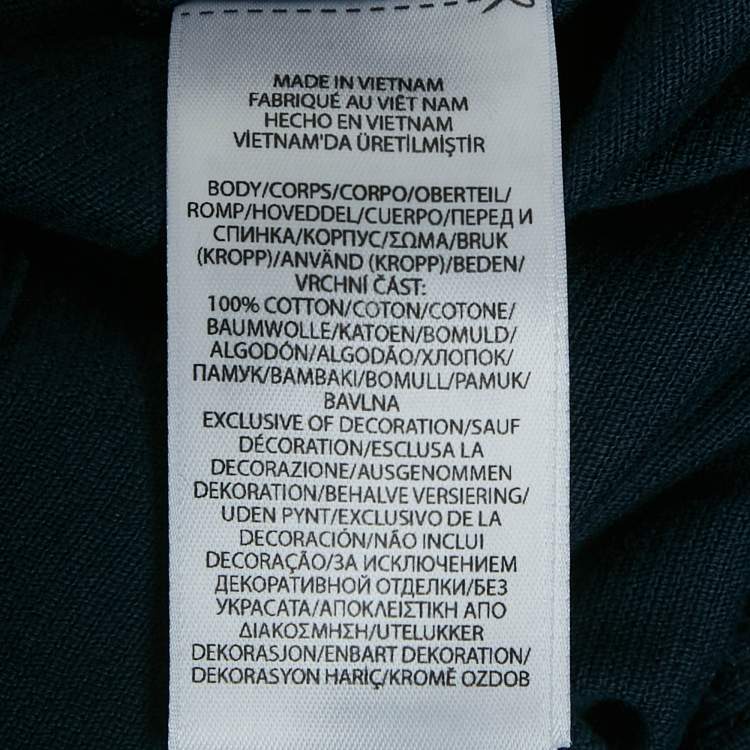 MADE IN VIETNAM
FABRIQUÉ AU VIÊT NAM
HECHO EN VIETNAM
VİETNAM'DA ÜRETİLMİŞTİR
BODY/CORPS/CORPO/OBERTEIL/
ROMP/HOVEDDEL/CUERPO/ПЕРЕД И
СПИНКА/КОРПУС/ΣΩΜΑ/BRUK
(KROPP)/ANVÄND (KROPP)/BEDEN/
VRCHNÍ ČÁST:
100% COTTON/COTON/COTONE/
BAUMWOLLE/KATOEN/BOMULD/
ALGODÓN/ALGODÃO/ХЛОПОК/
ПАМУК/ΒΑΜΒΑΚΙ/BOMULL/PAMUK/
BAVLNA
EXCLUSIVE OF DECORATION/SAUF
DÉCORATION/ESCLUSA LA
DECORAZIONE/AUSGENOMMEN
DEKORATION/BEHALVE VERSIERING/
UDEN PYNT/EXCLUSIVO DE LA
DECORACIÓN/NÃO INCLUI
DECORAÇÃO/ЗА ИСКЛЮЧЕНИЕМ
ДЕКОРАТИВНОЙ ОТДЕЛКИ/БЕЗ
УКРАСАТА/ΑΠΟΚΛΕΙΣΤΙΚΗ ΑΠΟ
ΔΙΑΚΟΣΜΗΣΗ/UTELUKKER
DEKORASJON/ENBART DEKORATION/
DEKORASYON HARİÇ/KROMĚ OZDOB